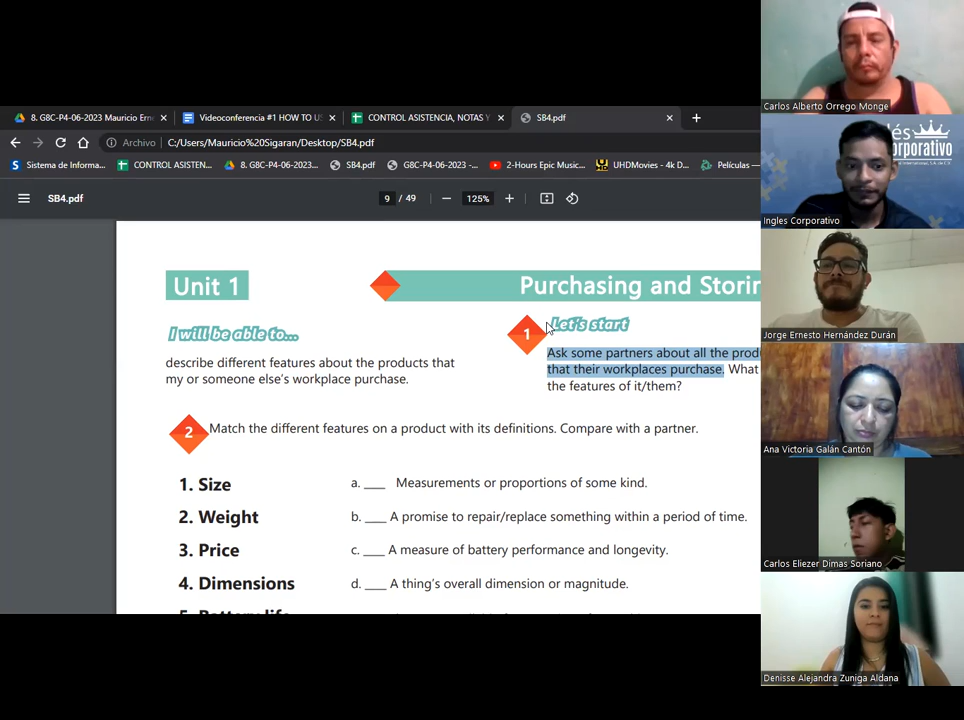 8. G8C-P4-06-2023 Mauricio Erne
Videoconferencia #1 HOW TO US
CONTROL ASISTENCIA, NOTAS Y
SB4.pdf
Archivo
C:/Users/Mauricio%20Sigaran/Desktop/SB4.pdf
Sistema de Informa...
CONTROL ASISTEN...
8. G8C-P4-06-2023...
SB4.pdf
G8C-P4-06-2023 -...
2-Hours Epic Music...
UHDMovies - 4k D...
Películas
SB4.pdf
9 / 49
125%
Unit 1
Purchasing and Storin
I will be able to...
describe different features about the products that
my or someone else's workplace purchase.
1
Let's start
Ask some partners about all the prod
that their workplaces purchase. What
the features of it/them?
2
Match the different features on a product with its definitions. Compare with a partner.
1. Size
a. ___ Measurements or proportions of some kind.
2. Weight
b. ___ A promise to repair/replace something within a period of time.
3. Price
c. ___ A measure of battery performance and longevity.
4. Dimensions
d. ___ A thing's overall dimension or magnitude.
5. Battery life
Carlos Alberto Orrego Monge
lés
orporativo
Ingles Corporativo
Jorge Ernesto Hernández Durán
Ana Victoria Galán Cantón
Carlos Eliezer Dimas Soriano
Denisse Alejandra Zuniga Aldana